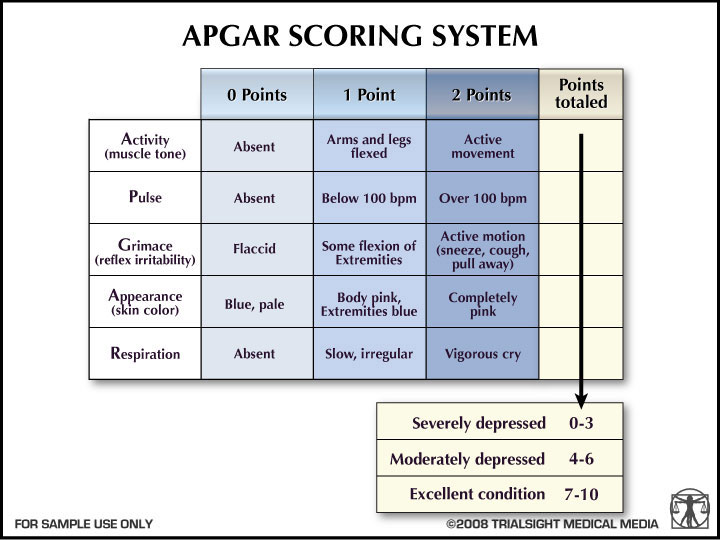 APGAR SCORING SYSTEM
0 Points
1 Point
2 Points
Points
totaled
Activity
(muscle tone)
Absent
Arms and legs
flexed
Active
movement
Pulse
Absent
Below 100 bpm
Over 100 bpm
Grimace
(reflex irritability)
Flaccid
Some flexion of
Extremities
Active motion
(sneeze, cough,
pull away)
Appearance
(skin color)
Blue, pale
Body pink,
Extremities blue
Completely
pink
Respiration
Absent
Slow, irregular
Vigorous cry
Severely depressed 0-3
Moderately depressed 4-6
Excellent condition 7-10
FOR SAMPLE USE ONLY
©2008 TRIALSIGHT MEDICAL MEDIA